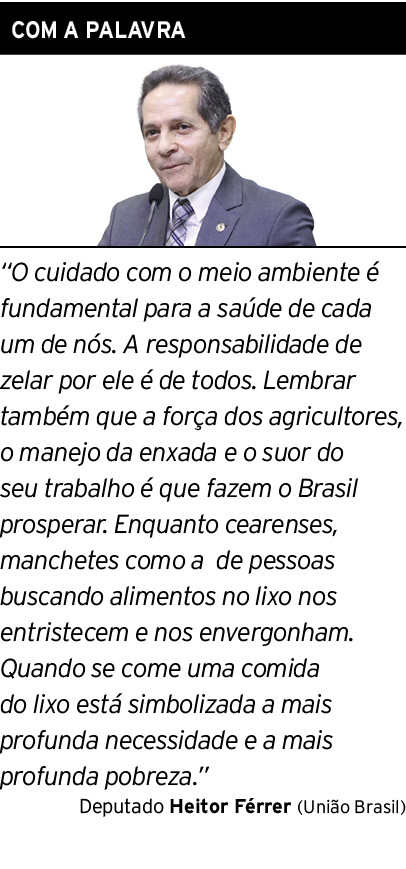 COM A PALAVRA
“O cuidado com o meio ambiente é
fundamental para a saúde de cada
um de nós. A responsabilidade de
zelar por ele é de todos. Lembrar
também que a força dos agricultores,
o manejo da enxada e o suor do
seu trabalho é que fazem o Brasil
prosperar. Enquanto cearenses,
manchetes como a  de pessoas
buscando alimentos no lixo nos
entristecem e nos envergonham.
Quando se come uma comida
do lixo está simbolizada a mais
profunda necessidade e a mais
profunda pobreza.”
Deputado Heitor Férrer (União Brasil)